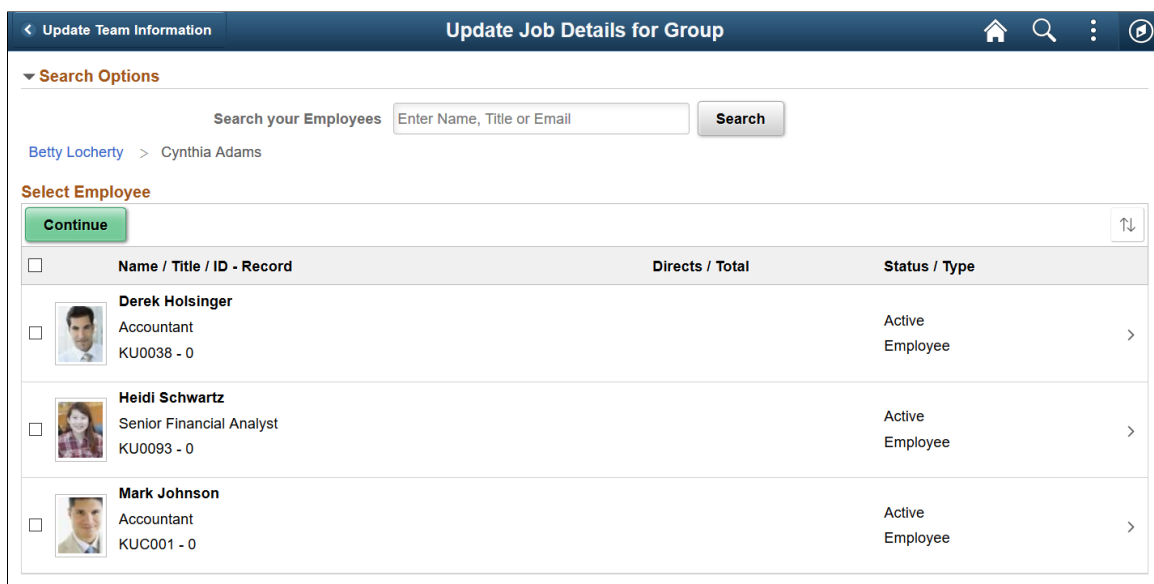 Update Team Information
Update Job Details for Group
Search Options
Search your Employees Enter Name, Title or Email Search
Betty Locherty > Cynthia Adams
Select Employee
Continue
Name / Title / ID - Record Directs / Total Status / Type
Derek Holsinger
Accountant
KU0038 - 0
Active
Employee
Heidi Schwartz
Senior Financial Analyst
KU0093 - 0
Active
Employee
Mark Johnson
Accountant
KUC001 - 0
Active
Employee